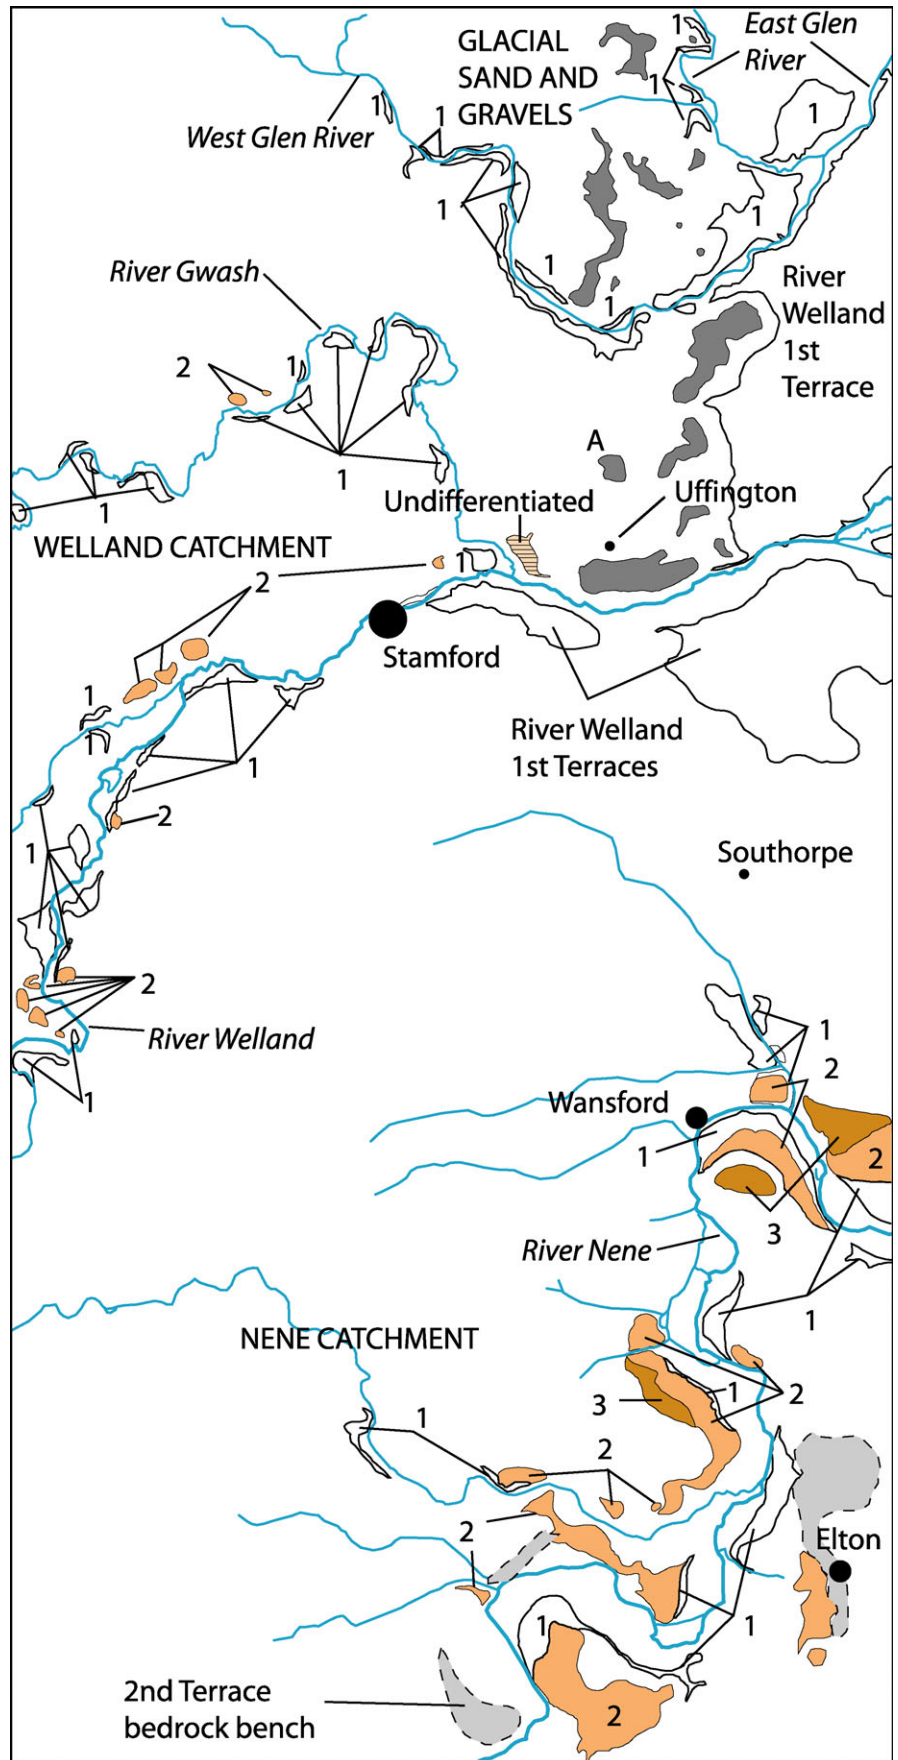 1
East Glen
River
GLACIAL
SAND AND
GRAVELS
1
1
1
1
West Glen River
1
1
1
River Gwash
1
River
Welland
1st
Terrace
2
1
A
1
Uffington
Undifferentiated
1
WELLAND CATCHMENT
1
2
Stamford
1
River Welland
1st Terraces
1
1
2
1
Southorpe
2
River Welland
1
2
1
Wansford
1
2
3
River Nene
1
NENE CATCHMENT
1
2
3
1
2
2
Elton
1
1
2nd Terrace
bedrock bench
2